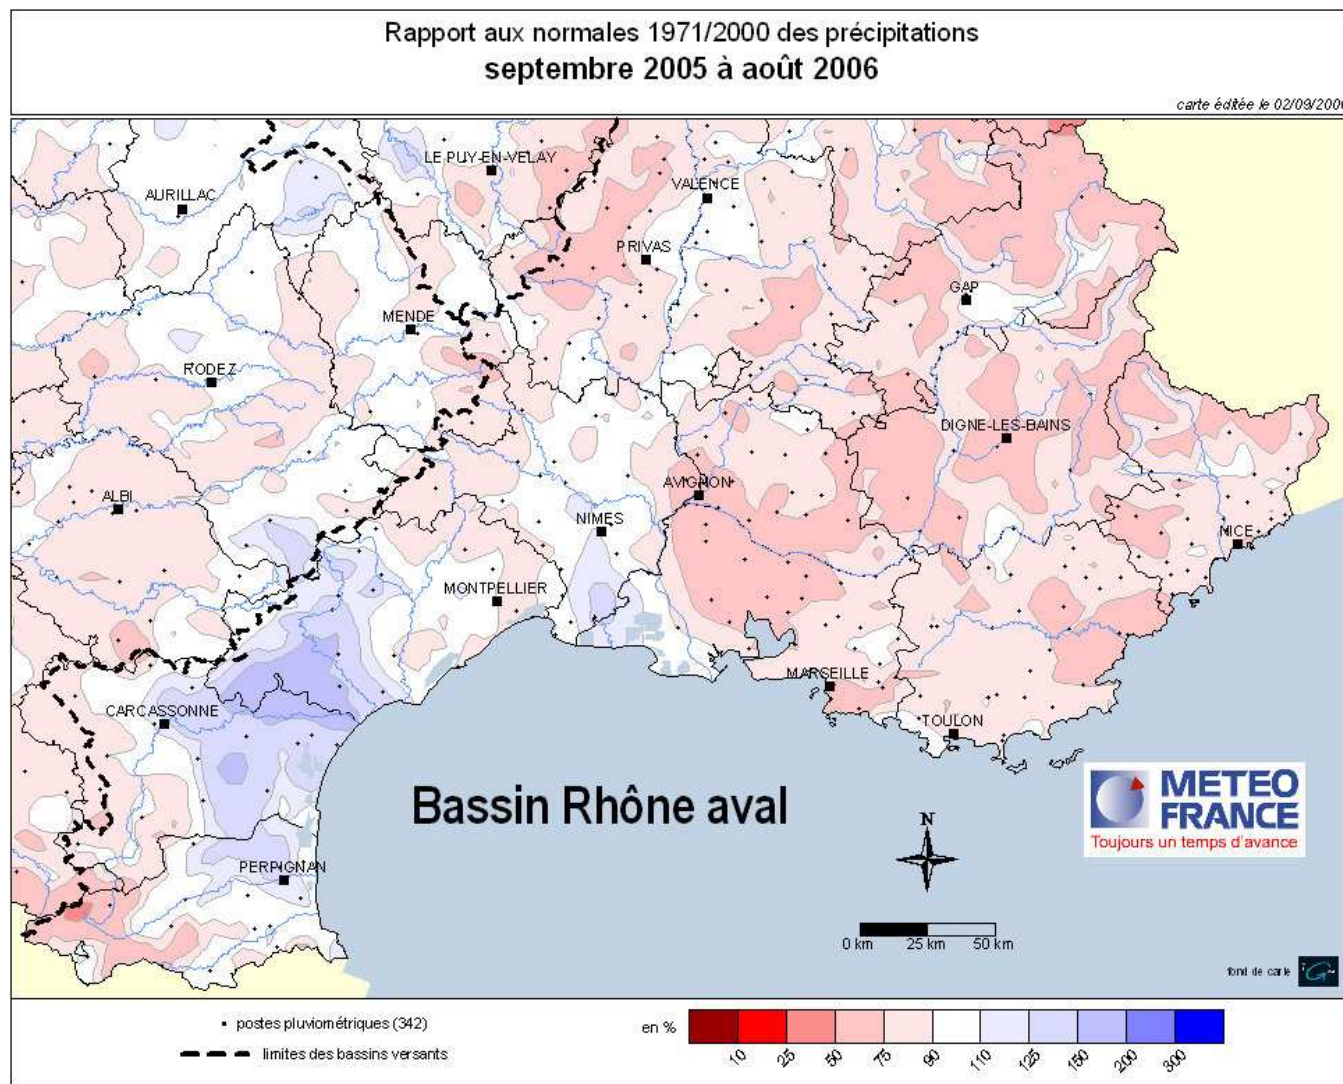 Rapport aux normales 1971/2000 des précipitations
septembre 2005 à août 2006
carte éditée le 02/09/2006
LE PUY-EN-VELAY
AURILLAC
VALENCE
PRIVAS
GAP
MENDE
RODEZ
DIGNE-LES-BAINS
AVIGNON
ALBI
NIMES
NICE
MONTPELLIER
MARSEILLE
CARCASSONNE
TOULON
METEO
FRANCE
Toujours un temps d'avance
Bassin Rhône aval
N
PERPIGNAN
0 km 25 km 50 km
fond de carte
postes pluviométriques (342)
en %
limites des bassins versants
10 25 50 75 90 110 125 150 200 300